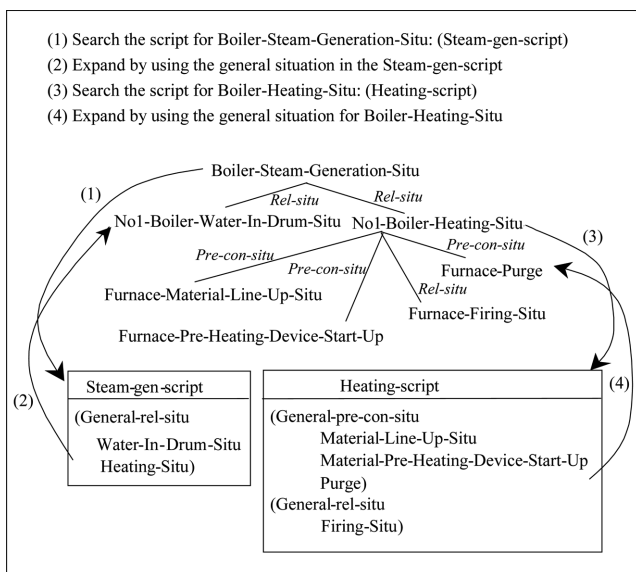 (1) Search the script for Boiler-Steam-Generation-Situ: (Steam-gen-script)
(2) Expand by using the general situation in the Steam-gen-script
(3) Search the script for Boiler-Heating-Situ: (Heating-script)
(4) Expand by using the general situation for Boiler-Heating-Situ
Boiler-Steam-Generation-Situ
(1)
Rel-situ
Rel-situ
No1-Boiler-Water-In-Drum-Situ
No1-Boiler-Heating-Situ
(3)
Pre-con-situ
Pre-con-situ
Pre-con-situ
Furnace-Purge
Rel-situ
Furnace-Material-Line-Up-Situ
Furnace-Firing-Situ
Furnace-Pre-Heating-Device-Start-Up
(2)
Steam-gen-script
(General-rel-situ
Water-In-Drum-Situ
Heating-Situ)
Heating-script
(4)
(General-pre-con-situ
Material-Line-Up-Situ
Material-Pre-Heating-Device-Start-Up
Purge)
(General-rel-situ
Firing-Situ)